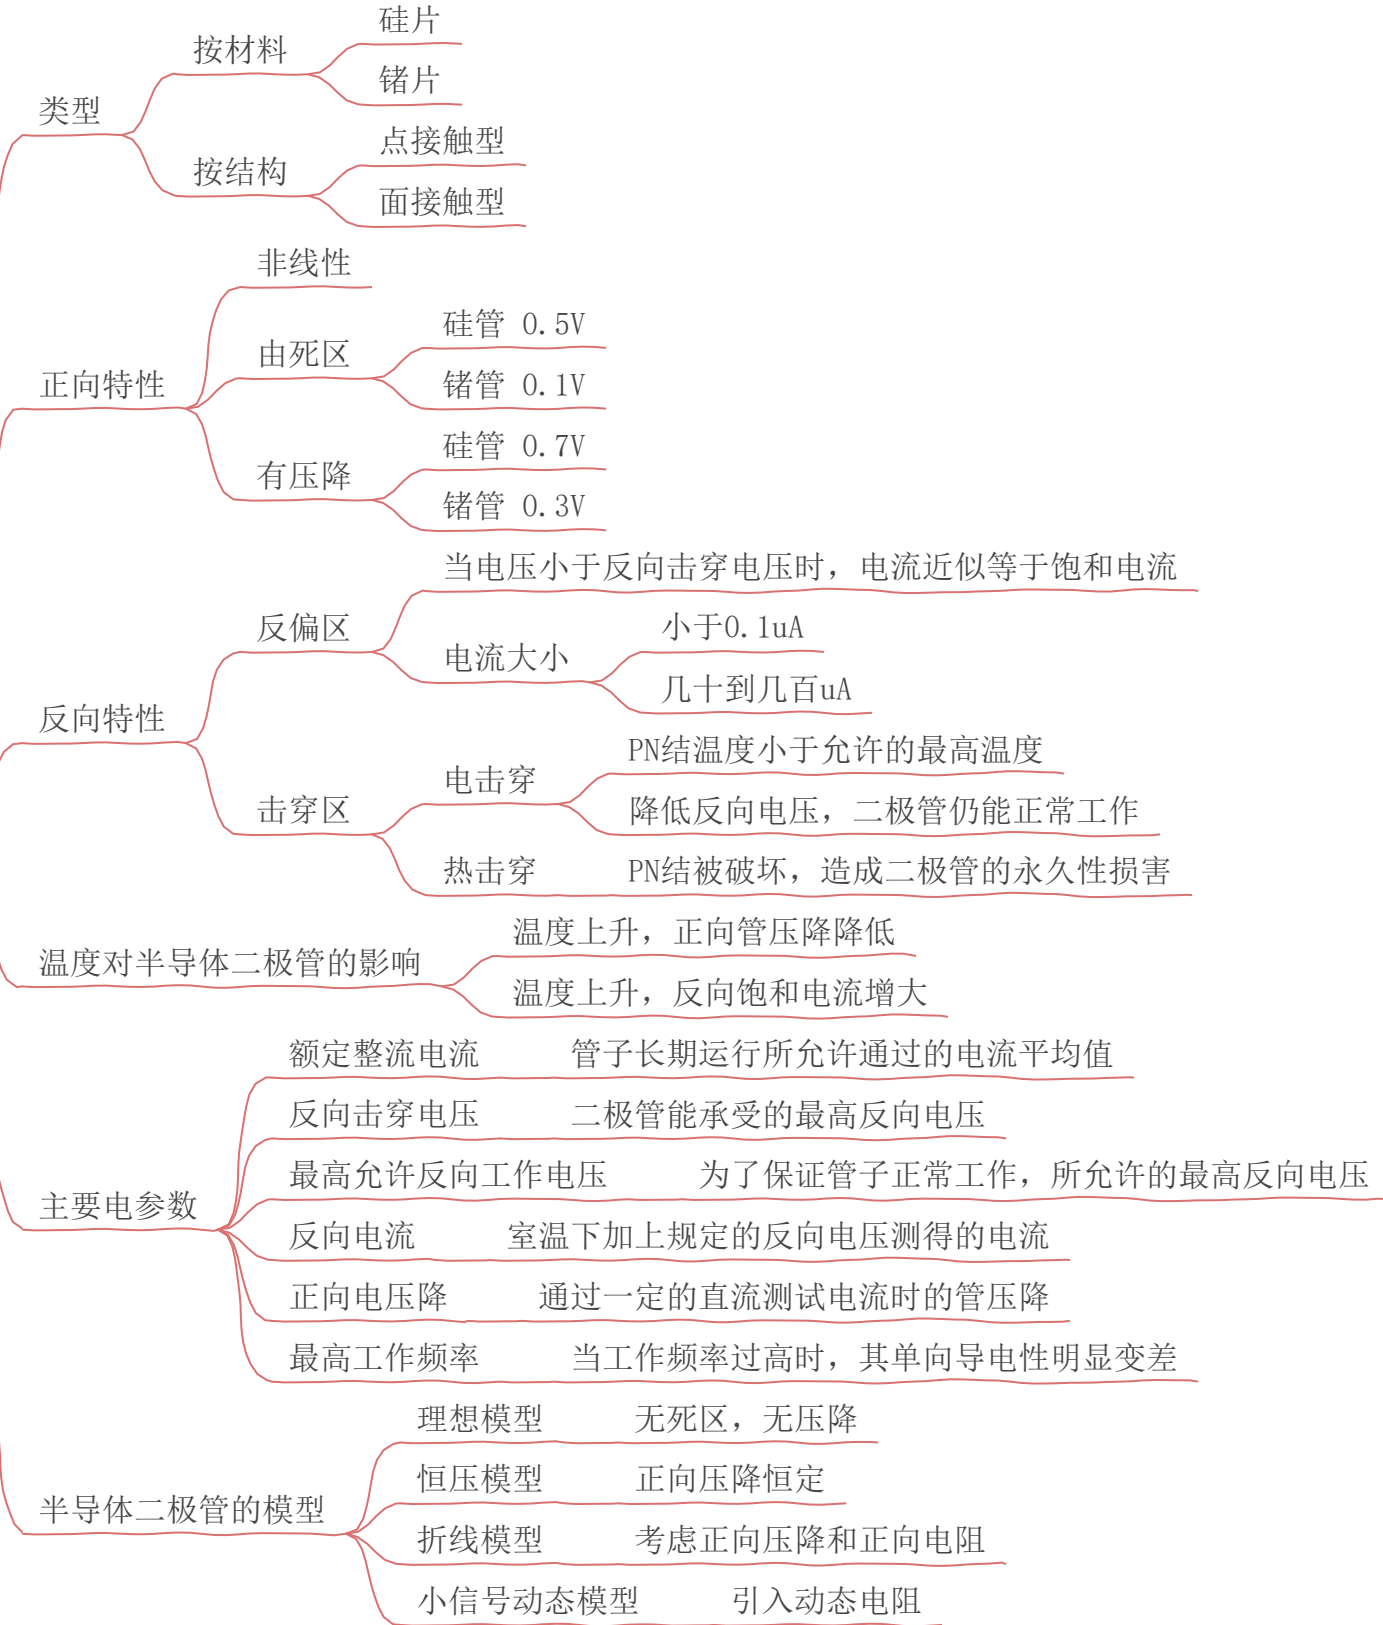 类型
按材料
硅片
锗片
按结构
点接触型
面接触型
正向特性
非线性
由死区
硅管 0.5V
锗管 0.1V
有压降
硅管 0.7V
锗管 0.3V
反向特性
反偏区
当电压小于反向击穿电压时，电流近似等于饱和电流
电流大小
小于0.1uA
几十到几百uA
击穿区
电击穿
PN结温度小于允许的最高温度
降低反向电压，二极管仍能正常工作
热击穿
PN结被破坏，造成二极管的永久性损害
温度对半导体二极管的影响
温度上升，正向管压降降低
温度上升，反向饱和电流增大
主要电参数
额定整流电流
管子长期运行所允许通过的电流平均值
反向击穿电压
二极管能承受的最高反向电压
最高允许反向工作电压
为了保证管子正常工作，所允许的最高反向电压
反向电流
室温下加上规定的反向电压测得的电流
正向电压降
通过一定的直流测试电流时的管压降
最高工作频率
当工作频率过高时，其单向导电性明显变差
半导体二极管的模型
理想模型
无死区，无压降
恒压模型
正向压降恒定
折线模型
考虑正向压降和正向电阻
小信号动态模型
引入动态电阻